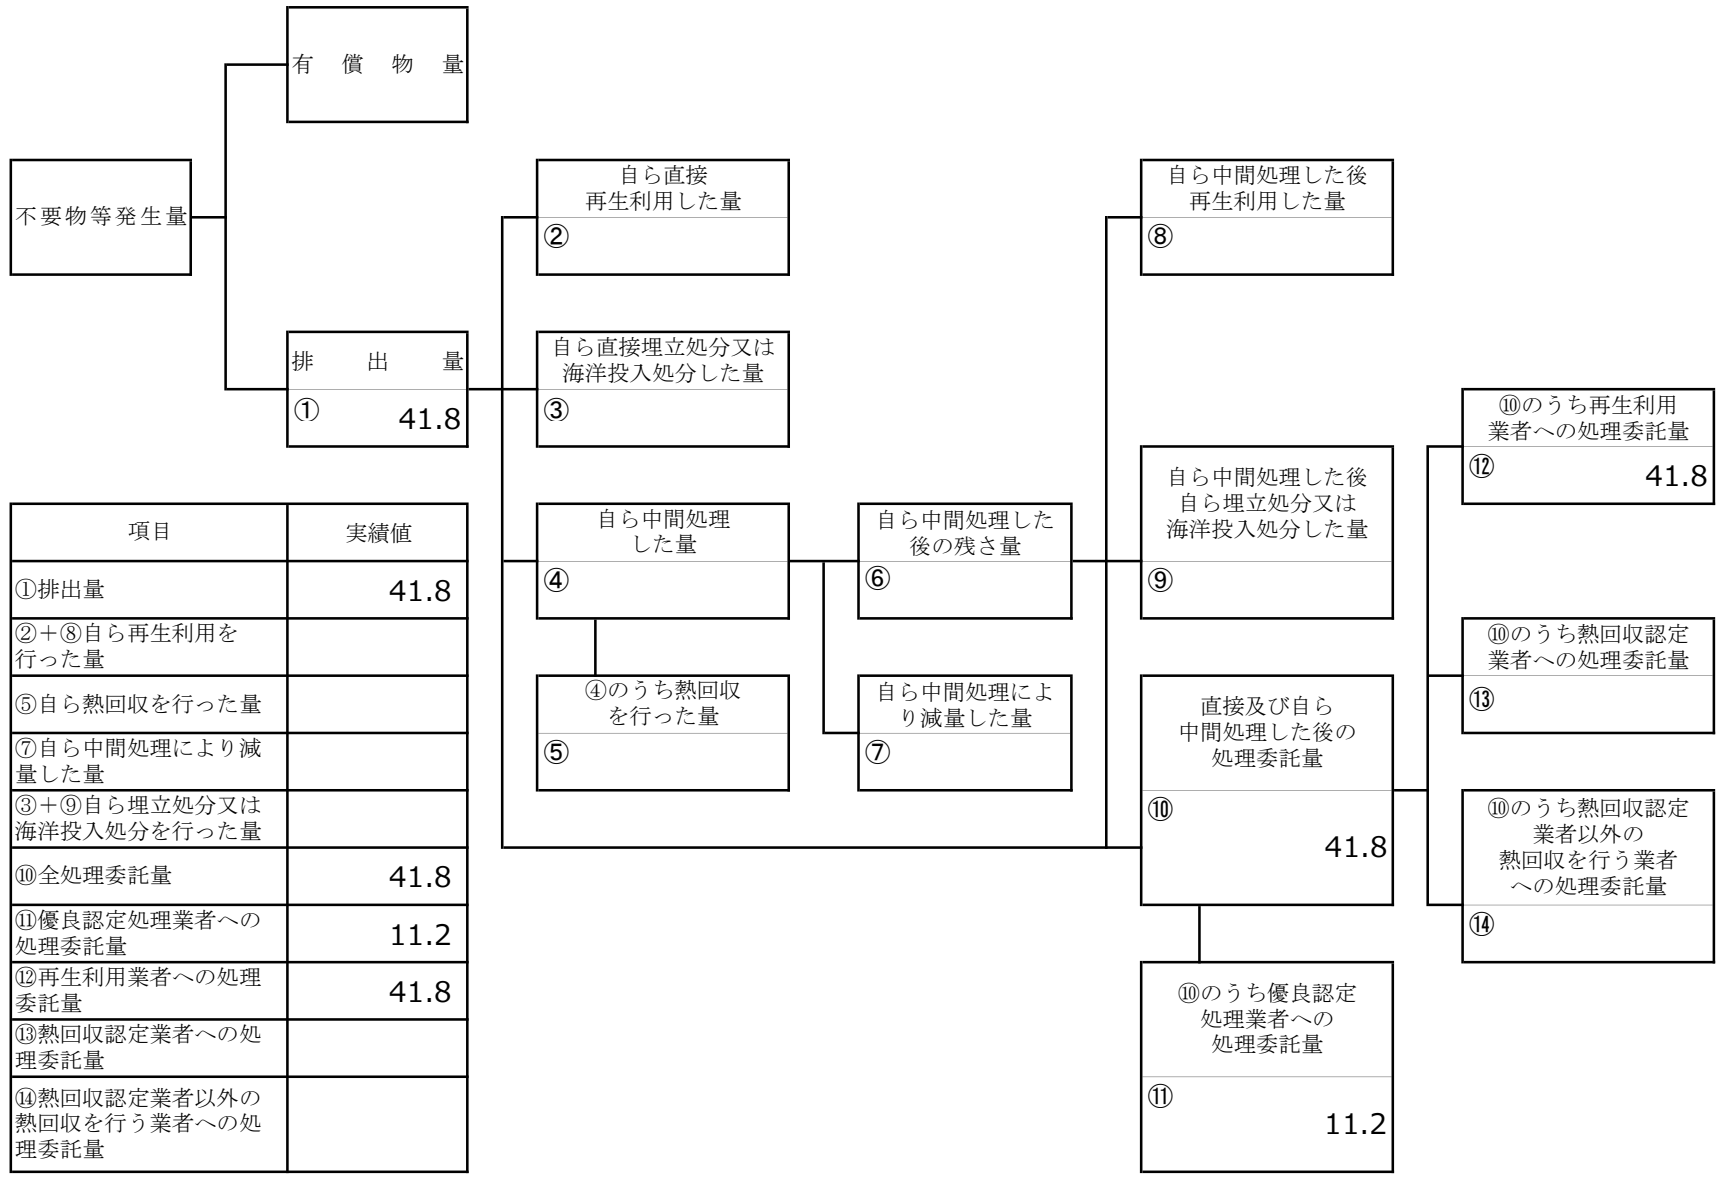 有償物量
不要物等発生量
排出量
①
41.8
自ら直接
再生利用した量
②
自ら直接埋立処分又は
海洋投入処分した量
③
自ら中間処理
した量
④
④のうち熱回収
を行った量
⑤
自ら中間処理した
後の残さ量
⑥
自ら中間処理によ
り減量した量
⑦
自ら中間処理した後
再生利用した量
⑧
自ら中間処理した後
自ら埋立処分又は
海洋投入処分した量
⑨
直接及び自ら
中間処理した後の
処理委託量
⑩
41.8
⑩のうち優良認定
処理業者への
処理委託量
⑪
11.2
⑩のうち再生利用
業者への処理委託量
⑫
41.8
⑩のうち熱回収認定
業者への処理委託量
⑬
⑩のうち熱回収認定
業者以外の
熱回収を行う業者
への処理委託量
⑭
項目 実績値
①排出量 41.8
②＋⑧自ら再生利用を
行った量
⑤自ら熱回収を行った量
⑦自ら中間処理により減
量した量
③＋⑨自ら埋立処分又は
海洋投入処分を行った量
⑩全処理委託量 41.8
⑪優良認定処理業者への
処理委託量 11.2
⑫再生利用業者への処理
委託量 41.8
⑬熱回収認定業者への処
理委託量
⑭熱回収認定業者以外の
熱回収を行う業者への処
理委託量